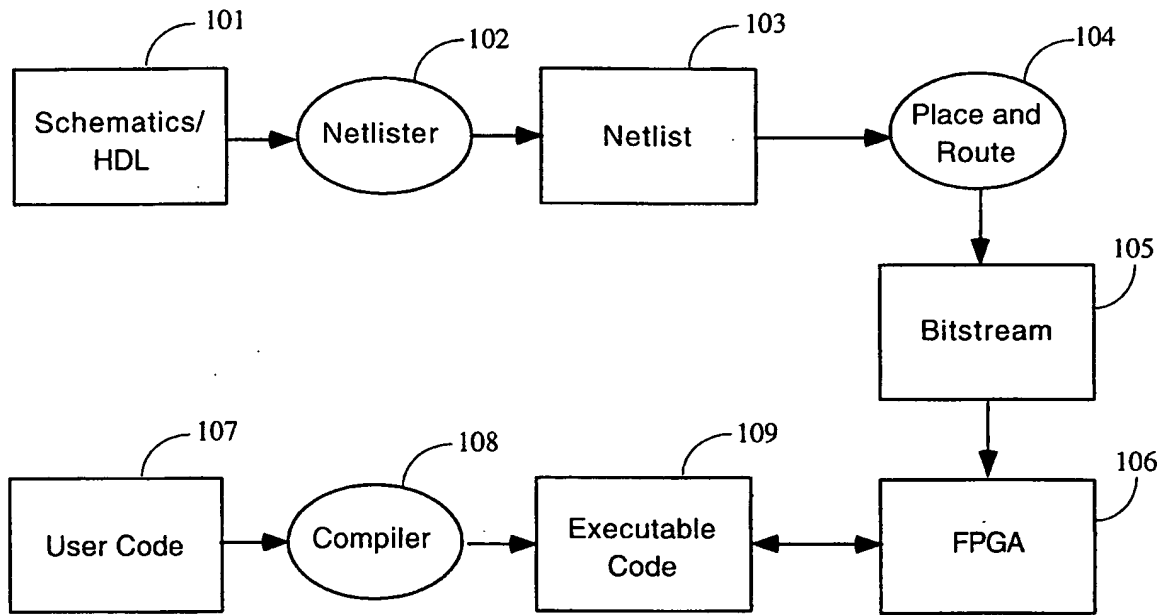 101
102
103
104
Schematics/
HDL
Netlister
Netlist
Place and
Route
105
Bitstream
107
108
109
106
User Code
Compiler
Executable
Code
FPGA